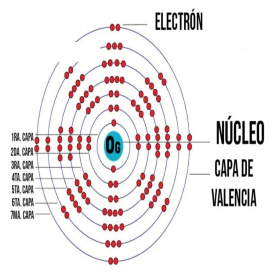 ELECTRÓN
1RA. CAPA
2DA. CAPA
3RA. CAPA
4TA. CAPA
5TA. CAPA
6TA. CAPA
7MA. CAPA
OG
NÚCLEO
CAPA DE
VALENCIA